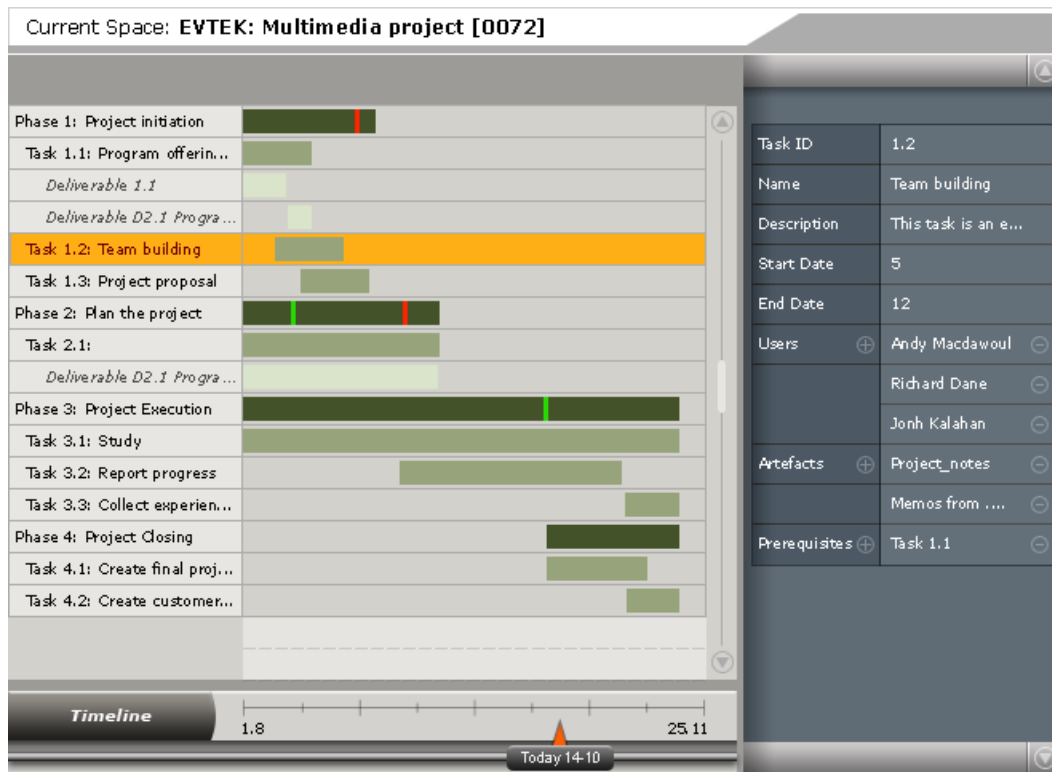 Current Space: EVTEK: Multimedia project [0072]
Phase 1: Project initiation
Task 1.1: Program offerin...
Deliverable 1.1
Deliverable D2.1 Progra...
Task 1.2: Team building
Task 1.3: Project proposal
Phase 2: Plan the project
Task 2.1:
Deliverable D2.1 Progra...
Phase 3: Project Execution
Task 3.1: Study
Task 3.2: Report progress
Task 3.3: Collect experien...
Phase 4: Project Closing
Task 4.1: Create final proj...
Task 4.2: Create customer...
Timeline
1.8
25.11
Today 14-10
Task ID 1.2
Name Team building
Description This task is an e...
Start Date 5
End Date 12
Users Andy Macdawoul
Richard Dane
Jonh Kalahan
Artefacts Project_notes
Memos from ....
Prerequisites Task 1.1